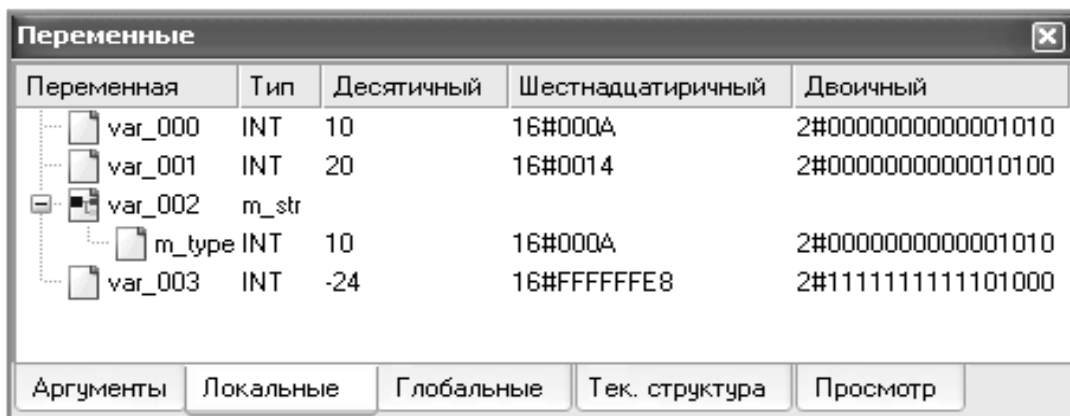 Переменные
Переменная Тип Десятичный Шестнадцатиричный Двоичный
var_000 INT 10 16#000A 2#0000000000001010
var_001 INT 20 16#0014 2#0000000000010100
var_002 m_str
m_type INT 10 16#000A 2#0000000000001010
var_003 INT -24 16#FFFFFFE8 2#1111111111101000
Аргументы Локальные Глобальные Тек. структура Просмотр